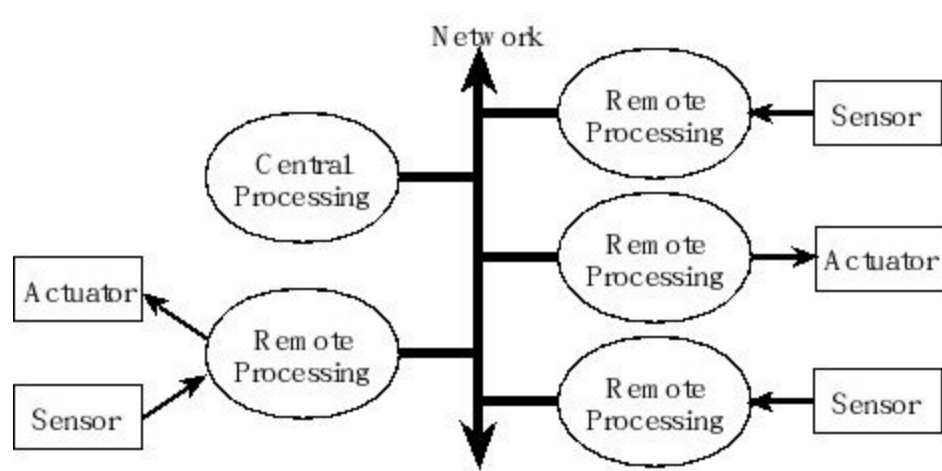 Network
Remote
Processing
Sensor
Central
Processing
Remote
Processing
Actuator
Actuator
Remote
Processing
Sensor
Remote
Processing
Sensor